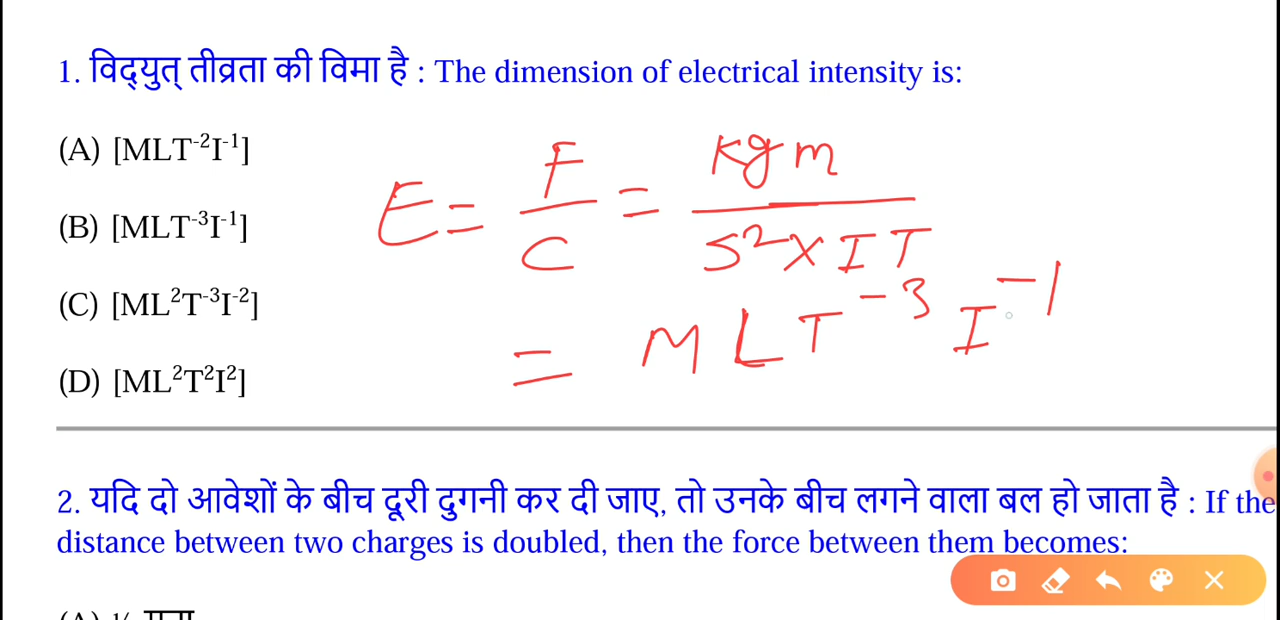 1. विद्युत् तीव्रता की विमा है : The dimension of electrical intensity is:
(A) [MLT⁻²I⁻¹]
(B) [MLT⁻³I⁻¹]
(C) [ML²T⁻³I⁻²]
(D) [ML²T²I²]
E = F/C = kg m / S² X I T
= M L T⁻³ I⁻¹
2. यदि दो आवेशों के बीच दूरी दुगनी कर दी जाए, तो उनके बीच लगने वाला बल हो जाता है : If the
distance between two charges is doubled, then the force between them becomes: